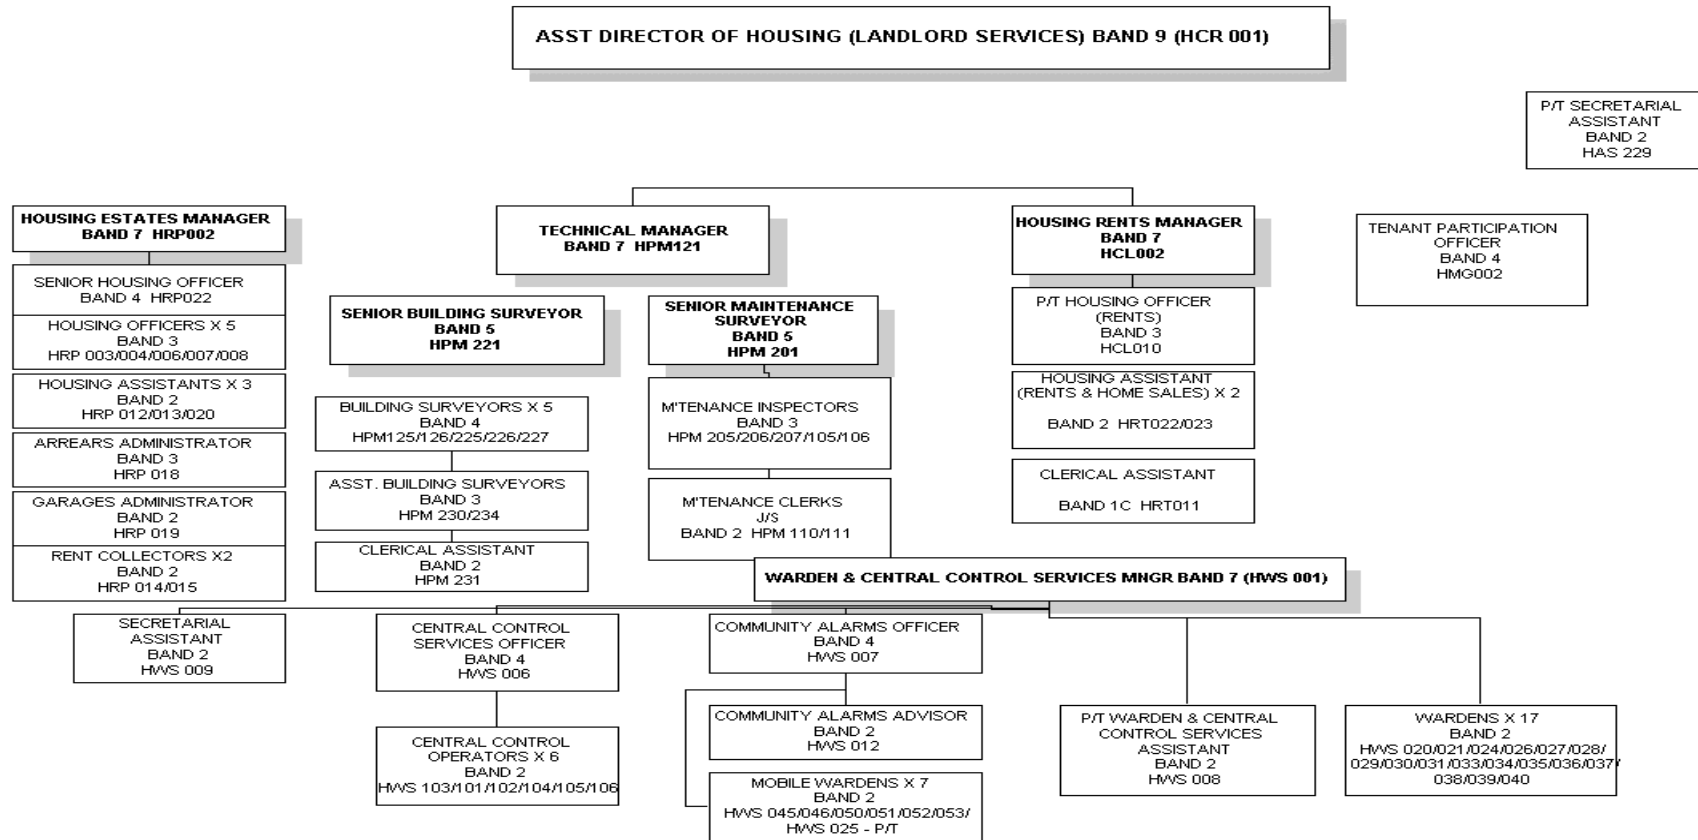 ASST DIRECTOR OF HOUSING (LANDLORD SERVICES) BAND 9 (HCR 001)
P/T SECRETARIAL
ASSISTANT
BAND 2
HAS 229
HOUSING ESTATES MANAGER
BAND 7 HRP002
SENIOR HOUSING OFFICER
BAND 4 HRP022
HOUSING OFFICERS X 5
BAND 3
HRP 003/004/006/007/008
HOUSING ASSISTANTS X 3
BAND 2
HRP 012/013/020
ARREARS ADMINISTRATOR
BAND 3
HRP 018
GARAGES ADMINISTRATOR
BAND 2
HRP 019
RENT COLLECTORS X2
BAND 2
HRP 014/015
TECHNICAL MANAGER
BAND 7 HPM121
SENIOR BUILDING SURVEYOR
BAND 5
HPM 221
BUILDING SURVEYORS X 5
BAND 4
HPM125/126/225/226/227
ASST. BUILDING SURVEYORS
BAND 3
HPM 230/234
CLERICAL ASSISTANT
BAND 2
HPM 231
SENIOR MAINTENANCE
SURVEYOR
BAND 5
HPM 201
M'TENANCE INSPECTORS
BAND 3
HPM 205/206/207/105/106
M'TENANCE CLERKS
J/S
BAND 2 HPM 110/111
HOUSING RENTS MANAGER
BAND 7
HCL002
P/T HOUSING OFFICER
(RENTS)
BAND 3
HCL010
HOUSING ASSISTANT
(RENTS & HOME SALES) X 2
BAND 2 HRT022/023
CLERICAL ASSISTANT
BAND 1C HRT011
TENANT PARTICIPATION
OFFICER
BAND 4
HMG002
WARDEN & CENTRAL CONTROL SERVICES MNGR BAND 7 (HWS 001)
SECRETARIAL
ASSISTANT
BAND 2
HWS 009
CENTRAL CONTROL
SERVICES OFFICER
BAND 4
HWS 006
CENTRAL CONTROL
OPERATORS X 6
BAND 2
HWS 103/101/102/104/105/106
COMMUNITY ALARMS OFFICER
BAND 4
HWS 007
COMMUNITY ALARMS ADVISOR
BAND 2
HWS 012
MOBILE WARDENS X 7
BAND 2
HWS 045/046/050/051/052/053/
HWS 025 - P/T
P/T WARDEN & CENTRAL
CONTROL SERVICES
ASSISTANT
BAND 2
HWS 008
WARDENS X 17
BAND 2
HWS 020/021/024/026/027/028/
029/030/031/033/034/035/036/037/
038/039/040